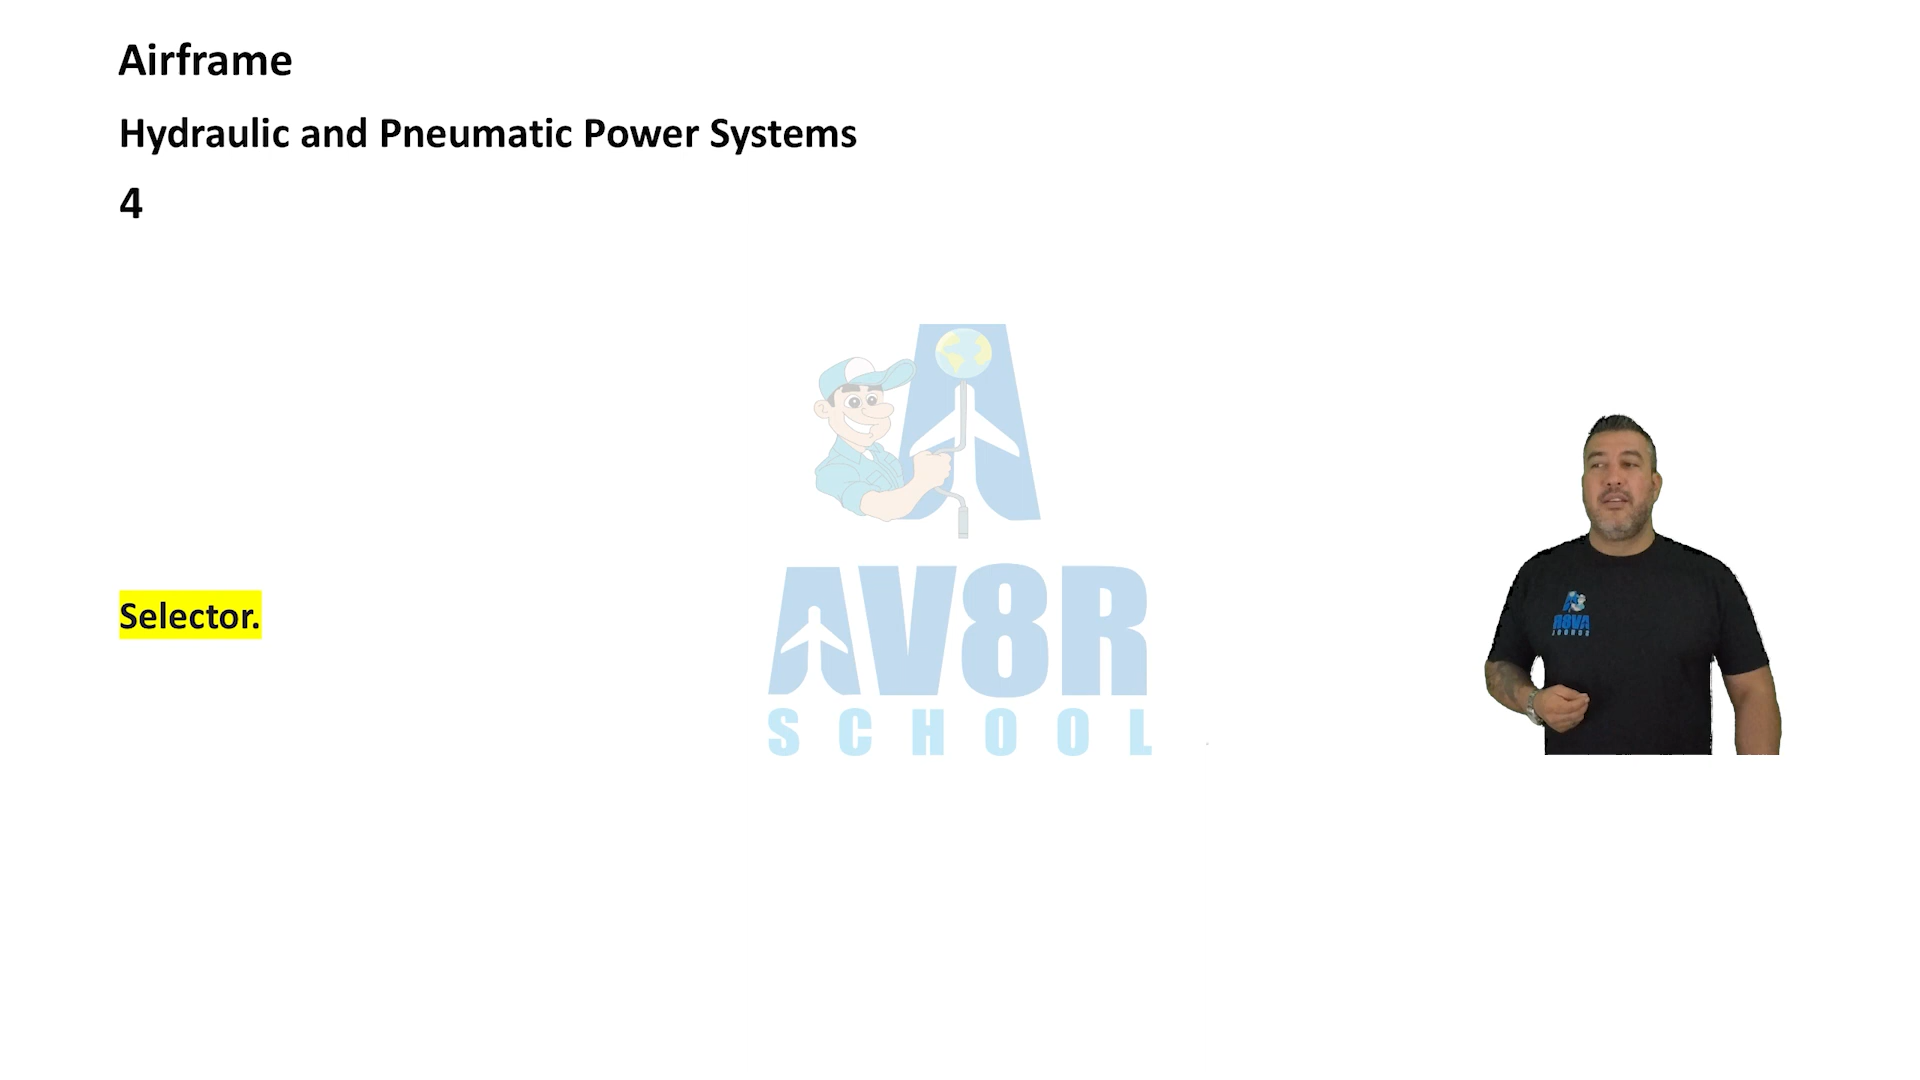 Airframe
Hydraulic and Pneumatic Power Systems
4
Selector.
AV8R
SCHOOL